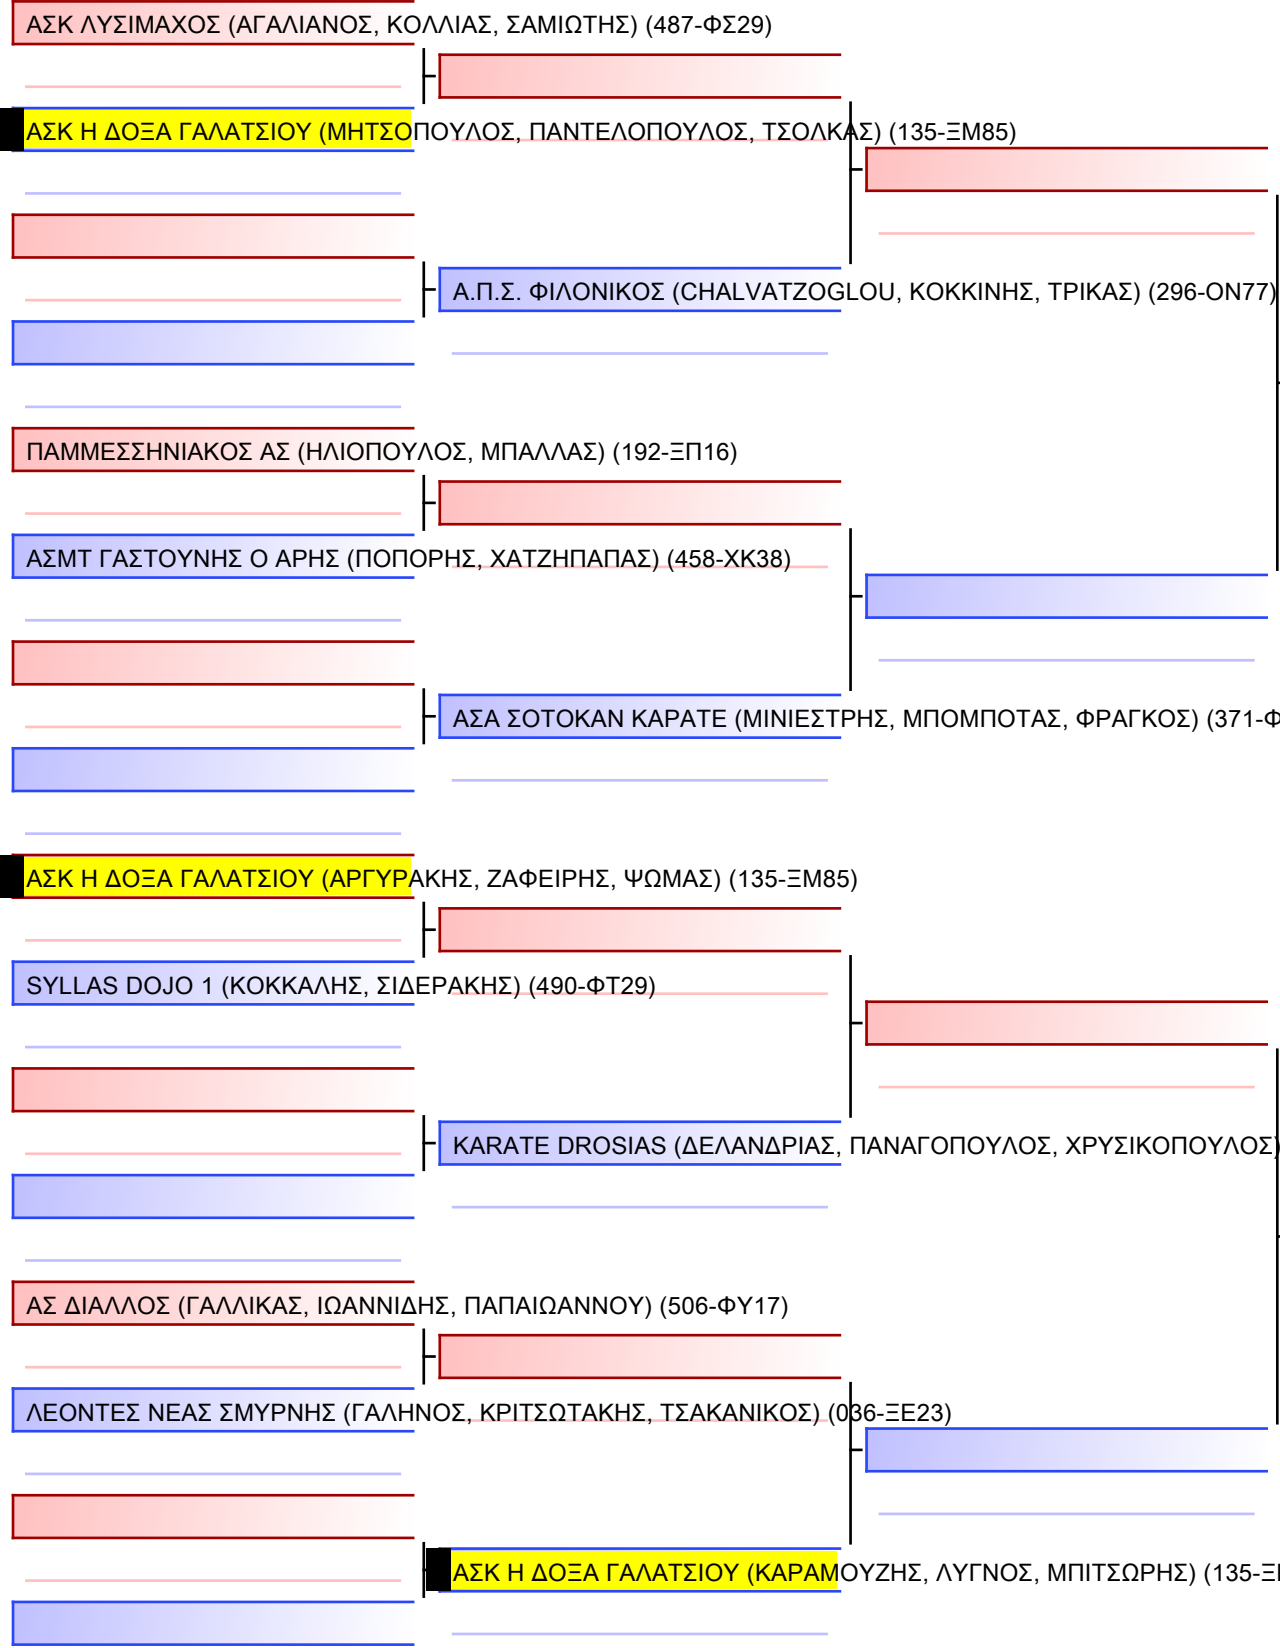 ΑΣΚ ΛΥΣΙΜΑΧΟΣ (ΑΓΑΛΙΑΝΟΣ, ΚΟΛΛΙΑΣ, ΣΑΜΙΩΤΗΣ) (487-ΦΣ29)
ΑΣΚ Η ΔΟΞΑ ΓΑΛΑΤΣΙΟΥ (ΜΗΤΣΟΠΟΥΛΟΣ, ΠΑΝΤΕΛΟΠΟΥΛΟΣ, ΤΣΟΛΚΑΣ) (135-ΞΜ85)
Α.Π.Σ. ΦΙΛΟΝΙΚΟΣ (CHALVATZOGLOU, ΚΟΚΚΙΝΗΣ, ΤΡΙΚΑΣ) (296-ΟΝ77)
ΠΑΜΜΕΣΣΗΝΙΑΚΟΣ ΑΣ (ΗΛΙΟΠΟΥΛΟΣ, ΜΠΑΛΛΑΣ) (192-ΞΠ16)
ΑΣΜΤ ΓΑΣΤΟΥΝΗΣ Ο ΑΡΗΣ (ΠΟΠΟΡΗΣ, ΧΑΤΖΗΠΑΠΑΣ) (458-ΧΚ38)
ΑΣΑ ΣΟΤΟΚΑΝ ΚΑΡΑΤΕ (ΜΙΝΙΕΣΤΡΗΣ, ΜΠΟΜΠΟΤΑΣ, ΦΡΑΓΚΟΣ) (371-Φ
ΑΣΚ Η ΔΟΞΑ ΓΑΛΑΤΣΙΟΥ (ΑΡΓΥΡΑΚΗΣ, ΖΑΦΕΙΡΗΣ, ΨΩΜΑΣ) (135-ΞΜ85)
SYLLAS DOJO 1 (ΚΟΚΚΑΛΗΣ, ΣΙΔΕΡΑΚΗΣ) (490-ΦΤ29)
KARATE DROSIAS (ΔΕΛΑΝΔΡΙΑΣ, ΠΑΝΑΓΟΠΟΥΛΟΣ, ΧΡΥΣΙΚΟΠΟΥΛΟΣ)
ΑΣ ΔΙΑΛΛΟΣ (ΓΑΛΛΙΚΑΣ, ΙΩΑΝΝΙΔΗΣ, ΠΑΠΑΙΩΑΝΝΟΥ) (506-ΦΥ17)
ΛΕΟΝΤΕΣ ΝΕΑΣ ΣΜΥΡΝΗΣ (ΓΑΛΗΝΟΣ, ΚΡΙΤΣΩΤΑΚΗΣ, ΤΣΑΚΑΝΙΚΟΣ) (036-ΞΕ23)
ΑΣΚ Η ΔΟΞΑ ΓΑΛΑΤΣΙΟΥ (ΚΑΡΑΜΟΥΖΗΣ, ΛΥΓΝΟΣ, ΜΠΙΤΣΩΡΗΣ) (135-Ξ